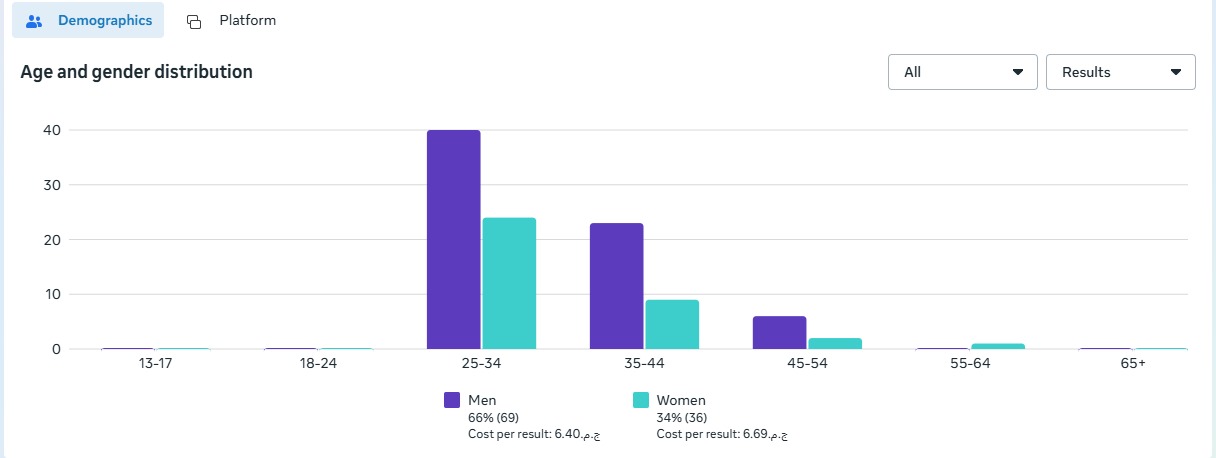 Demographics
Platform
Age and gender distribution
All
Results
40
30
20
10
0
13-17
18-24
25-34
35-44
45-54
55-64
65+
Men
66% (69)
Cost per result: 6.40.ج.م
Women
34% (36)
Cost per result: 6.69.ج.م